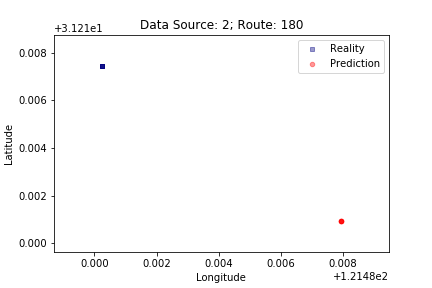 Data Source: 2; Route: 180
+3.121e1
Reality
Prediction
0.008
0.006
0.004
0.002
0.000
Latitude
0.000 0.002 0.004 0.006 0.008
Longitude
+1.2148e2